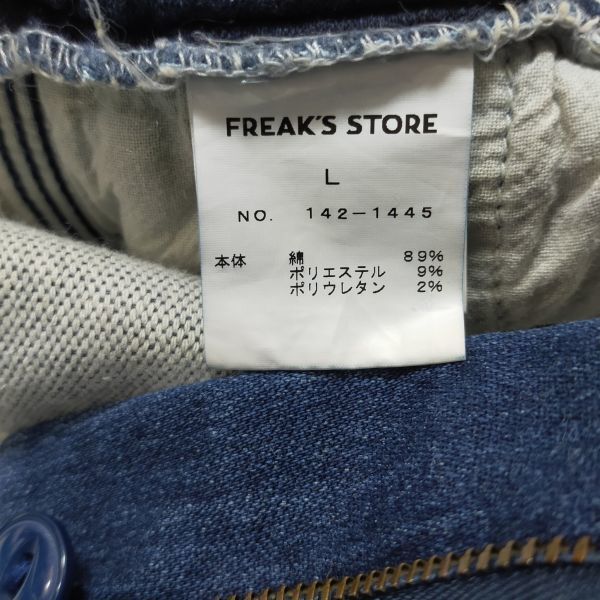 FREAK'S STORE
L
NO. 142-1445
本体 綿 89%
ポリエステル 9%
ポリウレタン 2%